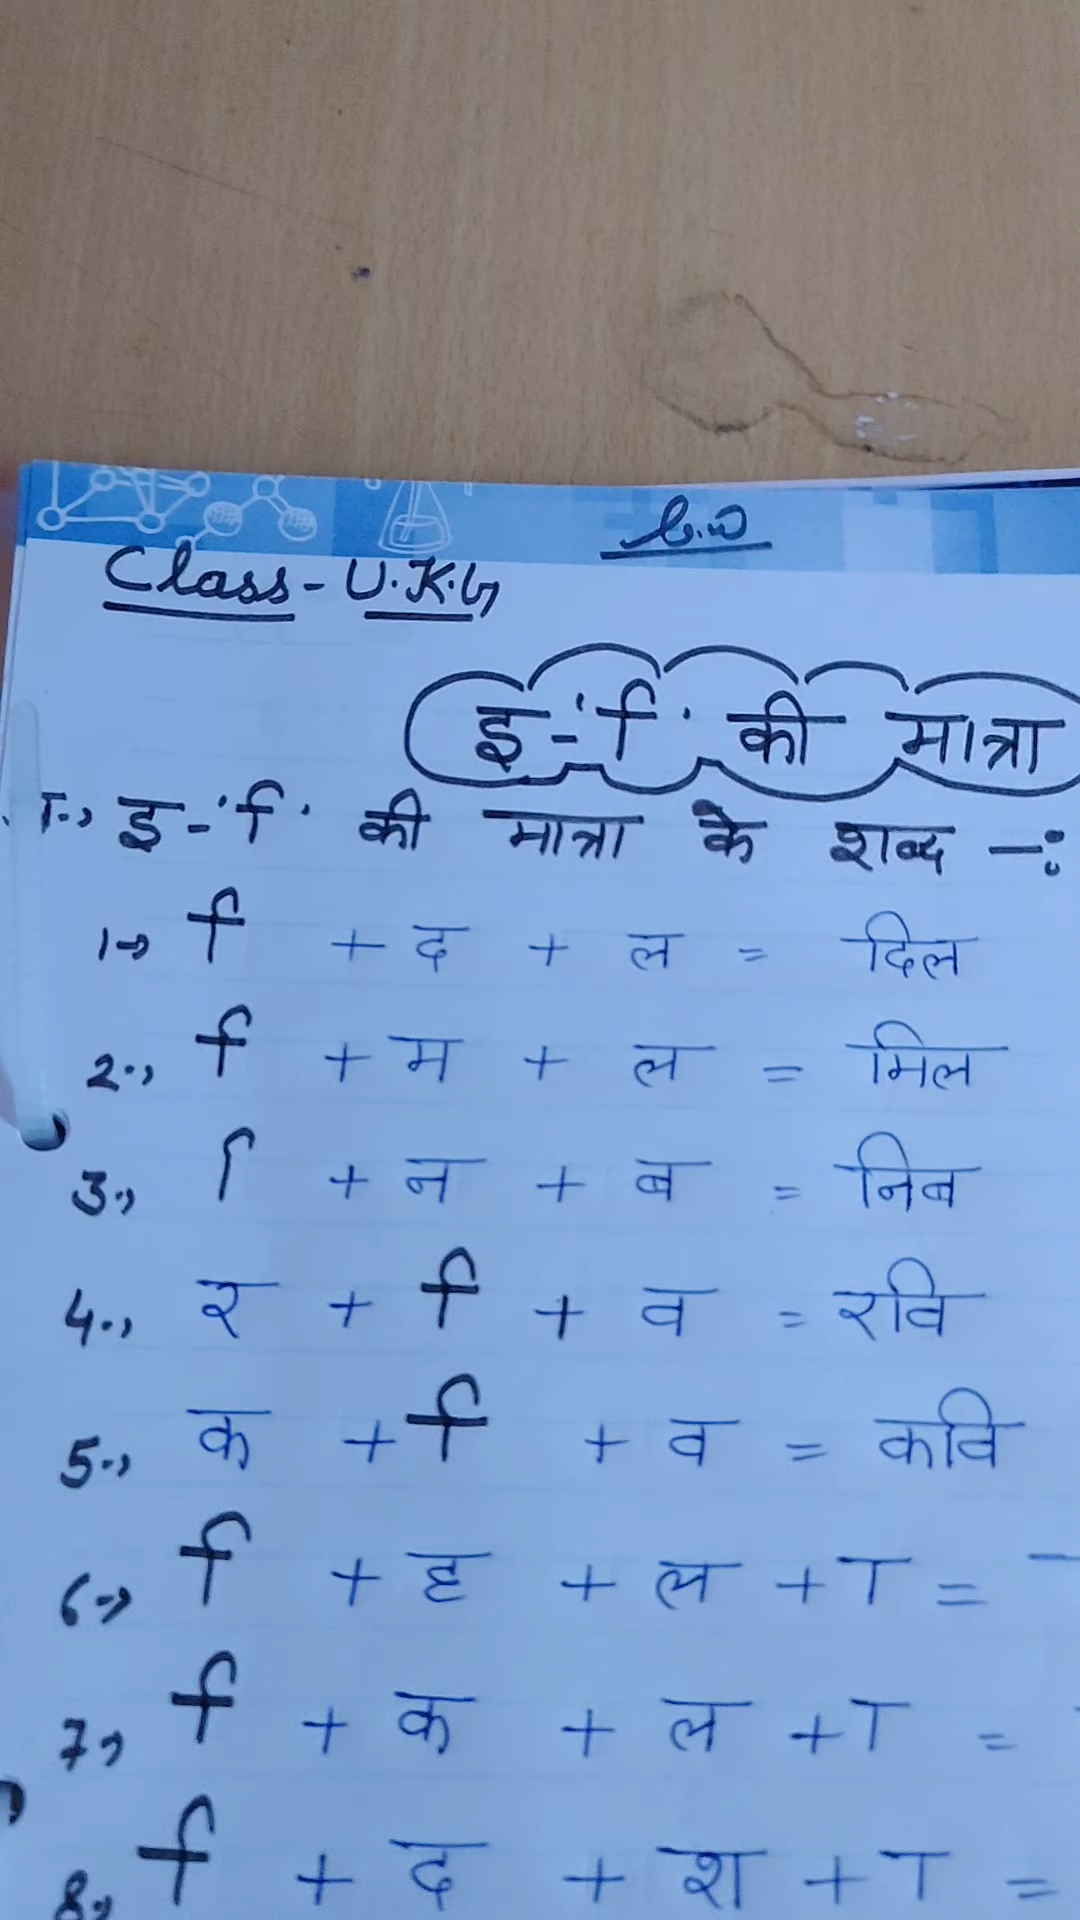 C.W
Class-U.K.G
इ-'ि' की मात्रा
इ-'ि' की मात्रा के शब्द -:
1→ ि + द + ल = दिल
2→ ि + म + ल = मिल
3→ ि + न + ब = निब
4→ र + ि + व = रवि
5→ क + ि + व = कवि
6→ ि + ह + ल + ा =
7→ ि + क + ल + ा =
8→ ि + द + श + ा =